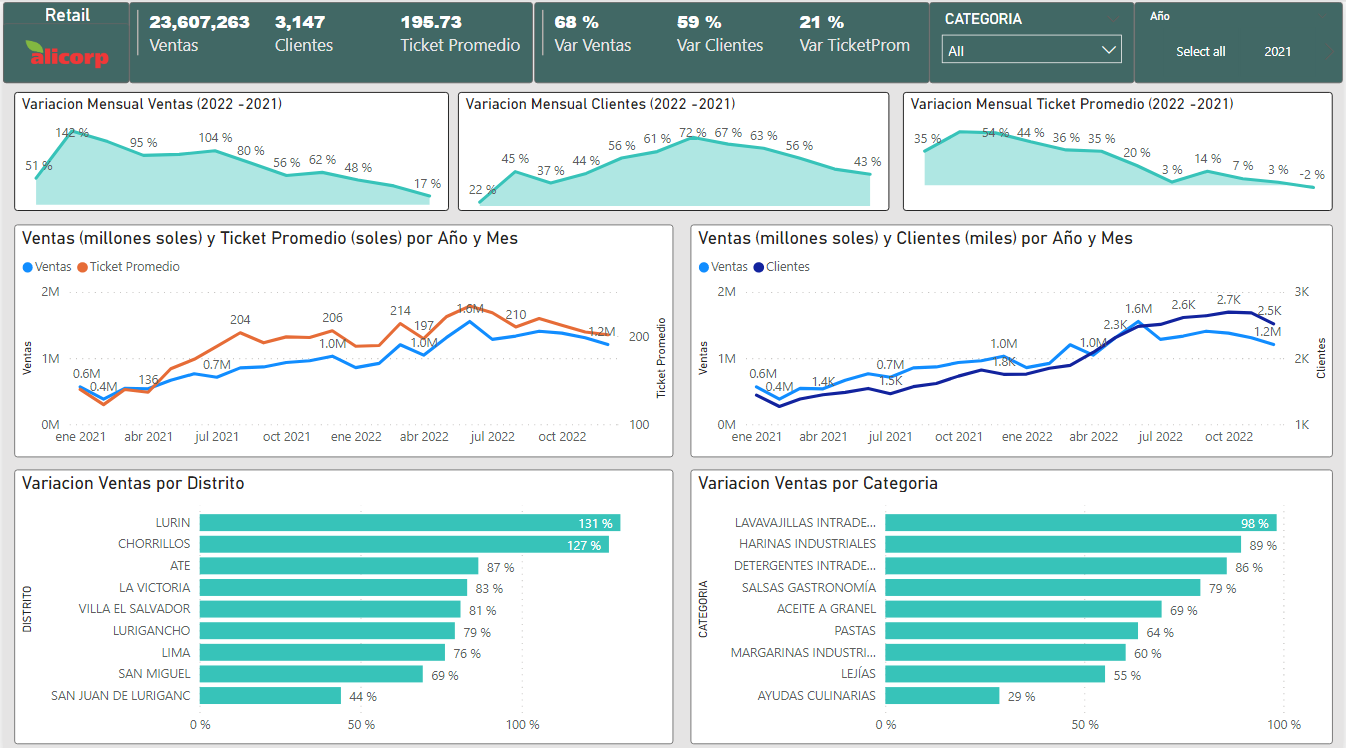 Retail
alicorp
23,607,263
Ventas
3,147
Clientes
195.73
Ticket Promedio
68 %
Var Ventas
59 %
Var Clientes
21 %
Var TicketProm
CATEGORIA
All
Año
Select all
2021
Variacion Mensual Ventas (2022 -2021)
51 %
142 %
95 %
104 %
80 %
56 %
62 %
48 %
17 %
Variacion Mensual Clientes (2022 -2021)
22 %
45 %
37 %
44 %
56 %
61 %
72 %
67 %
63 %
56 %
43 %
Variacion Mensual Ticket Promedio (2022 -2021)
35 %
54 %
44 %
36 %
35 %
20 %
3 %
14 %
7 %
3 %
-2 %
Ventas (millones soles) y Ticket Promedio (soles) por Año y Mes
Ventas
Ticket Promedio
Ventas
2M
1M
0M
0.6M
0.4M
136
0.7M
204
1.0M
206
214
197
1.0M
1.6M
210
1.2M
200
100
Ticket Promedio
ene 2021
abr 2021
jul 2021
oct 2021
ene 2022
abr 2022
jul 2022
oct 2022
Ventas (millones soles) y Clientes (miles) por Año y Mes
Ventas
Clientes
Ventas
2M
1M
0M
0.6M
0.4M
1.4K
0.7M
1.5K
1.0M
1.8K
1.0M
2.3K
1.6M
2.6K
2.7K
2.5K
1.2M
3K
2K
1K
Clientes
ene 2021
abr 2021
jul 2021
oct 2021
ene 2022
abr 2022
jul 2022
oct 2022
Variacion Ventas por Distrito
DISTRITO
LURIN 131 %
CHORRILLOS 127 %
ATE 87 %
LA VICTORIA 83 %
VILLA EL SALVADOR 81 %
LURIGANCHO 79 %
LIMA 76 %
SAN MIGUEL 69 %
SAN JUAN DE LURIGANC 44 %
0 %
50 %
100 %
Variacion Ventas por Categoria
CATEGORIA
LAVAVAJILLAS INTRADE... 98 %
HARINAS INDUSTRIALES 89 %
DETERGENTES INTRADE... 86 %
SALSAS GASTRONOMÍA 79 %
ACEITE A GRANEL 69 %
PASTAS 64 %
MARGARINAS INDUSTRI... 60 %
LEJÍAS 55 %
AYUDAS CULINARIAS 29 %
0 %
50 %
100 %